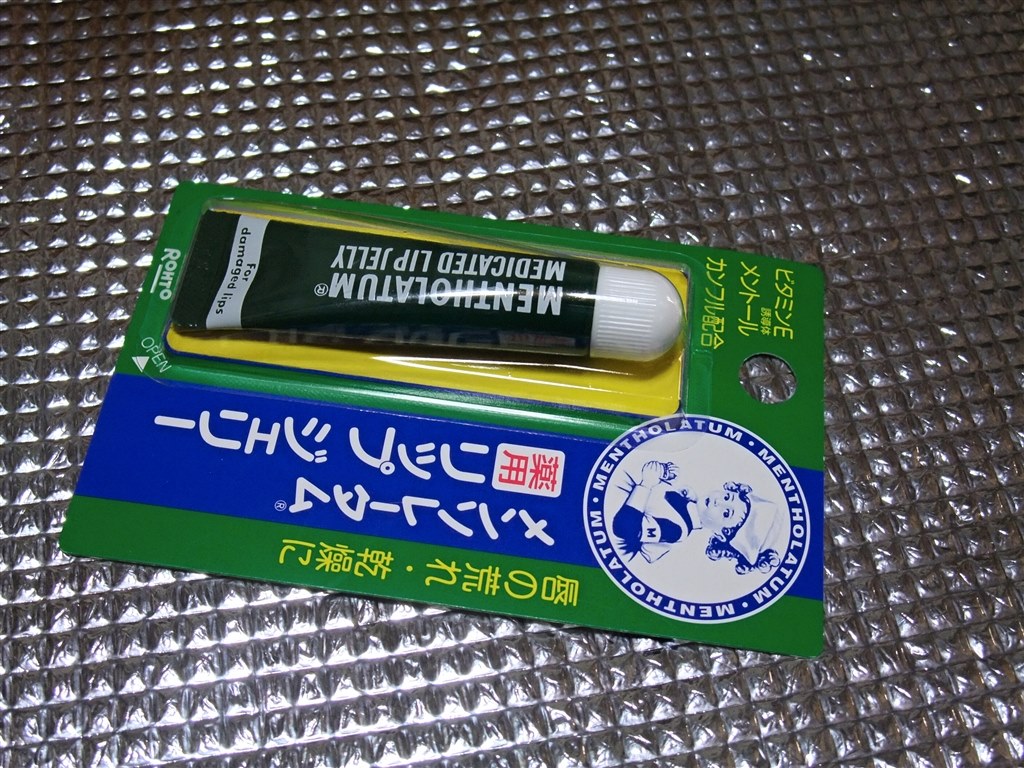 ビタミンE
誘導体
メントール
カンフル配合
MENTHOLATUM®
MEDICATED LIP JELLY
For
damaged lips
ROHTO
OPEN
薬用リップジェリー
メンソレータム®
唇の荒れ・乾燥に
MENTHOLATUM・MENTHOLATUM・MENTHOLATUM・MENTHOLATUM・
M